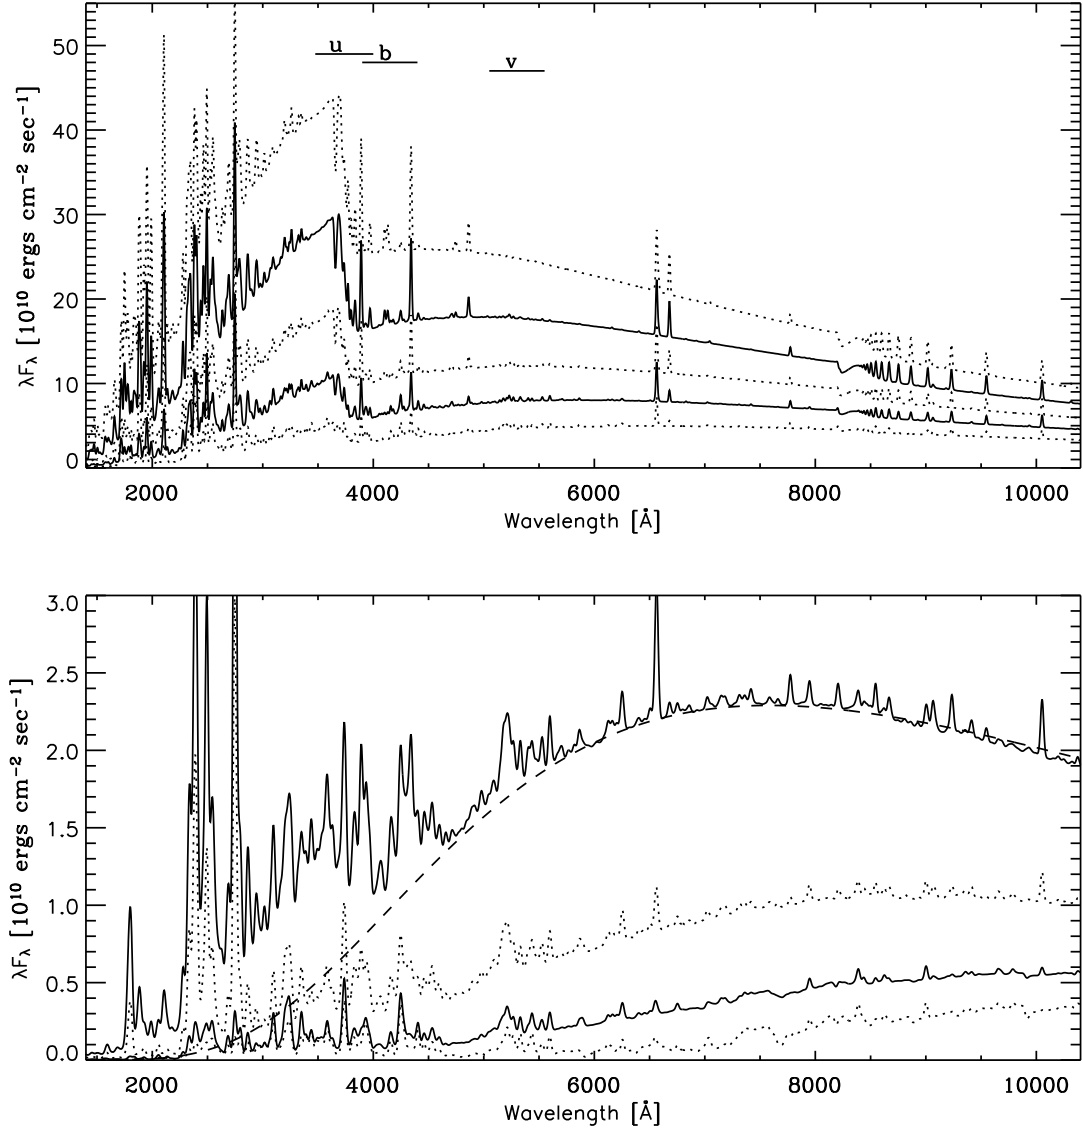 50
40
30
20
10
0
u
b
v
λFλ [10¹⁰ ergs cm⁻² sec⁻¹]
2000 4000 6000 8000 10000
Wavelength [Å]
3.0
2.5
2.0
1.5
1.0
0.5
0.0
λFλ [10¹⁰ ergs cm⁻² sec⁻¹]
2000 4000 6000 8000 10000
Wavelength [Å]